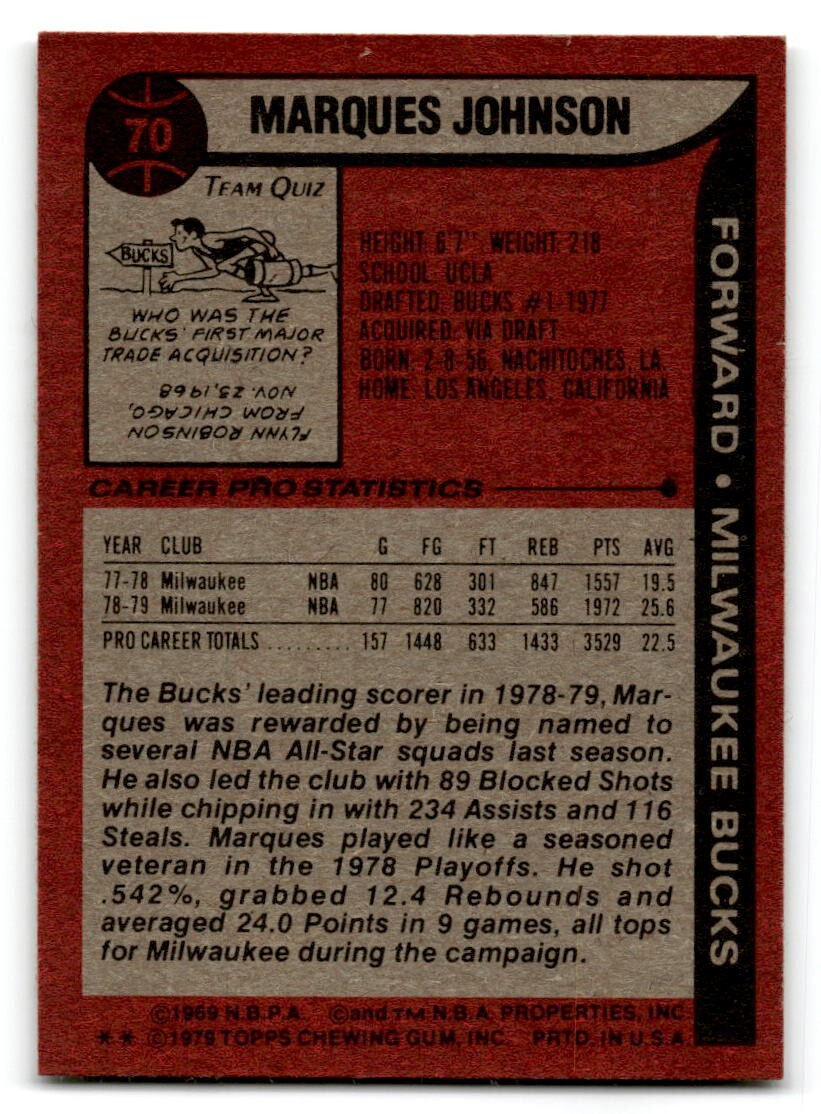 70
MARQUES JOHNSON
TEAM QUIZ
BUCKS
WHO WAS THE
BUCKS' FIRST MAJOR
TRADE ACQUISITION?
FLYNN ROBINSON
FROM CHICAGO,
NOV. 25, 1968
HEIGHT: 6'7" WEIGHT: 218
SCHOOL: UCLA
DRAFTED: BUCKS #1-1977
ACQUIRED: VIA DRAFT
BORN: 2-8-56, NACHITOCHES, LA.
HOME: LOS ANGELES, CALIFORNIA
FORWARD • MILWAUKEE BUCKS
CAREER PRO STATISTICS
YEAR CLUB G FG FT REB PTS AVG
77-78 Milwaukee NBA 80 628 301 847 1557 19.5
78-79 Milwaukee NBA 77 820 332 586 1972 25.6
PRO CAREER TOTALS ......... 157 1448 633 1433 3529 22.5
The Bucks' leading scorer in 1978-79, Mar-
ques was rewarded by being named to
several NBA All-Star squads last season.
He also led the club with 89 Blocked Shots
while chipping in with 234 Assists and 116
Steals. Marques played like a seasoned
veteran in the 1978 Playoffs. He shot
.542%, grabbed 12.4 Rebounds and
averaged 24.0 Points in 9 games, all tops
for Milwaukee during the campaign.
©1969 N.B.P.A. ©and TM N.B.A. PROPERTIES, INC.
** ©1979 TOPPS CHEWING GUM, INC. PRTD. IN U.S.A.